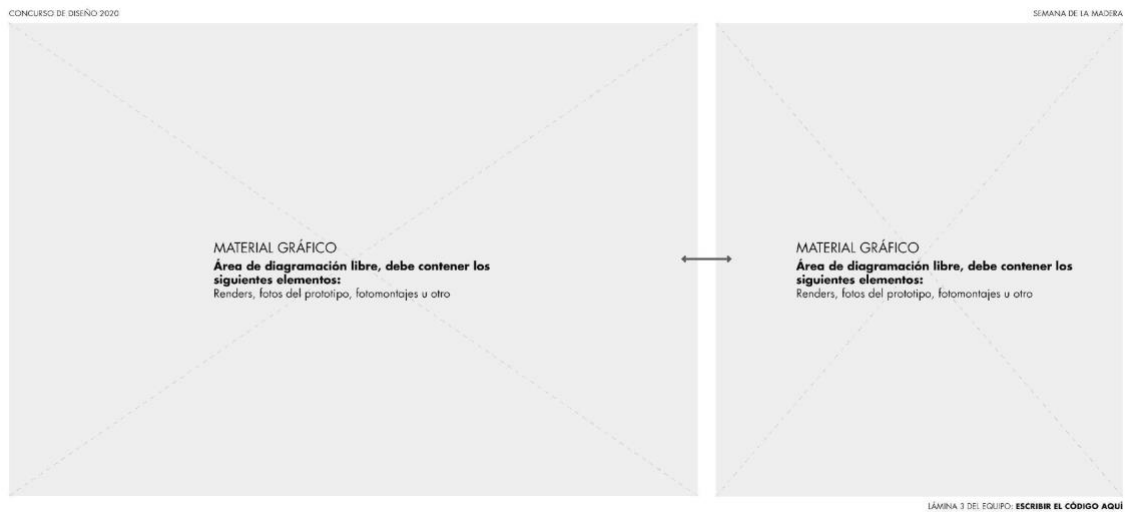 CONCURSO DE DISEÑO 2020
SEMANA DE LA MADERA
MATERIAL GRÁFICO
Área de diagramación libre, debe contener los
siguientes elementos:
Renders, fotos del prototipo, fotomontajes u otro
MATERIAL GRÁFICO
Área de diagramación libre, debe contener los
siguientes elementos:
Renders, fotos del prototipo, fotomontajes u otro
LÁMINA 3 DEL EQUIPO: ESCRIBIR EL CÓDIGO AQUÍ